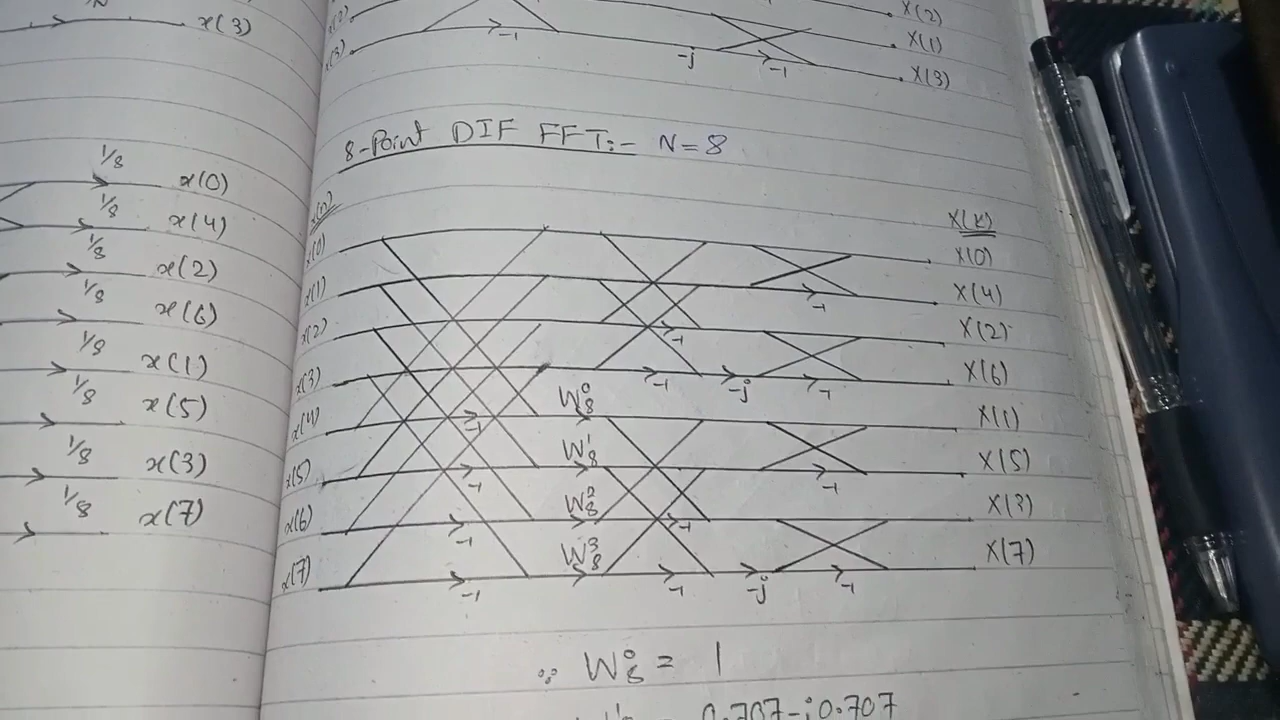 x(3)
1/8 x(0)
1/8 x(4)
1/8 x(2)
1/8 x(6)
1/8 x(1)
1/8 x(5)
1/8 x(3)
1/8 x(7)
X(2)
x(3) -1 -j -1 X(1)
X(3)
8-Point DIF FFT:- N=8
x(n) X(k)
x(0) X(0)
x(1) -1 X(4)
x(2) -1 X(2)
x(3) -1 -j -1 X(6)
x(4) -1 W₈⁰ X(1)
x(5) -1 W₈¹ -1 X(5)
x(6) -1 W₈² -1 X(3)
x(7) -1 W₈³ -1 -j -1 X(7)
∵ W₈⁰ = 1
0.707-j0.707